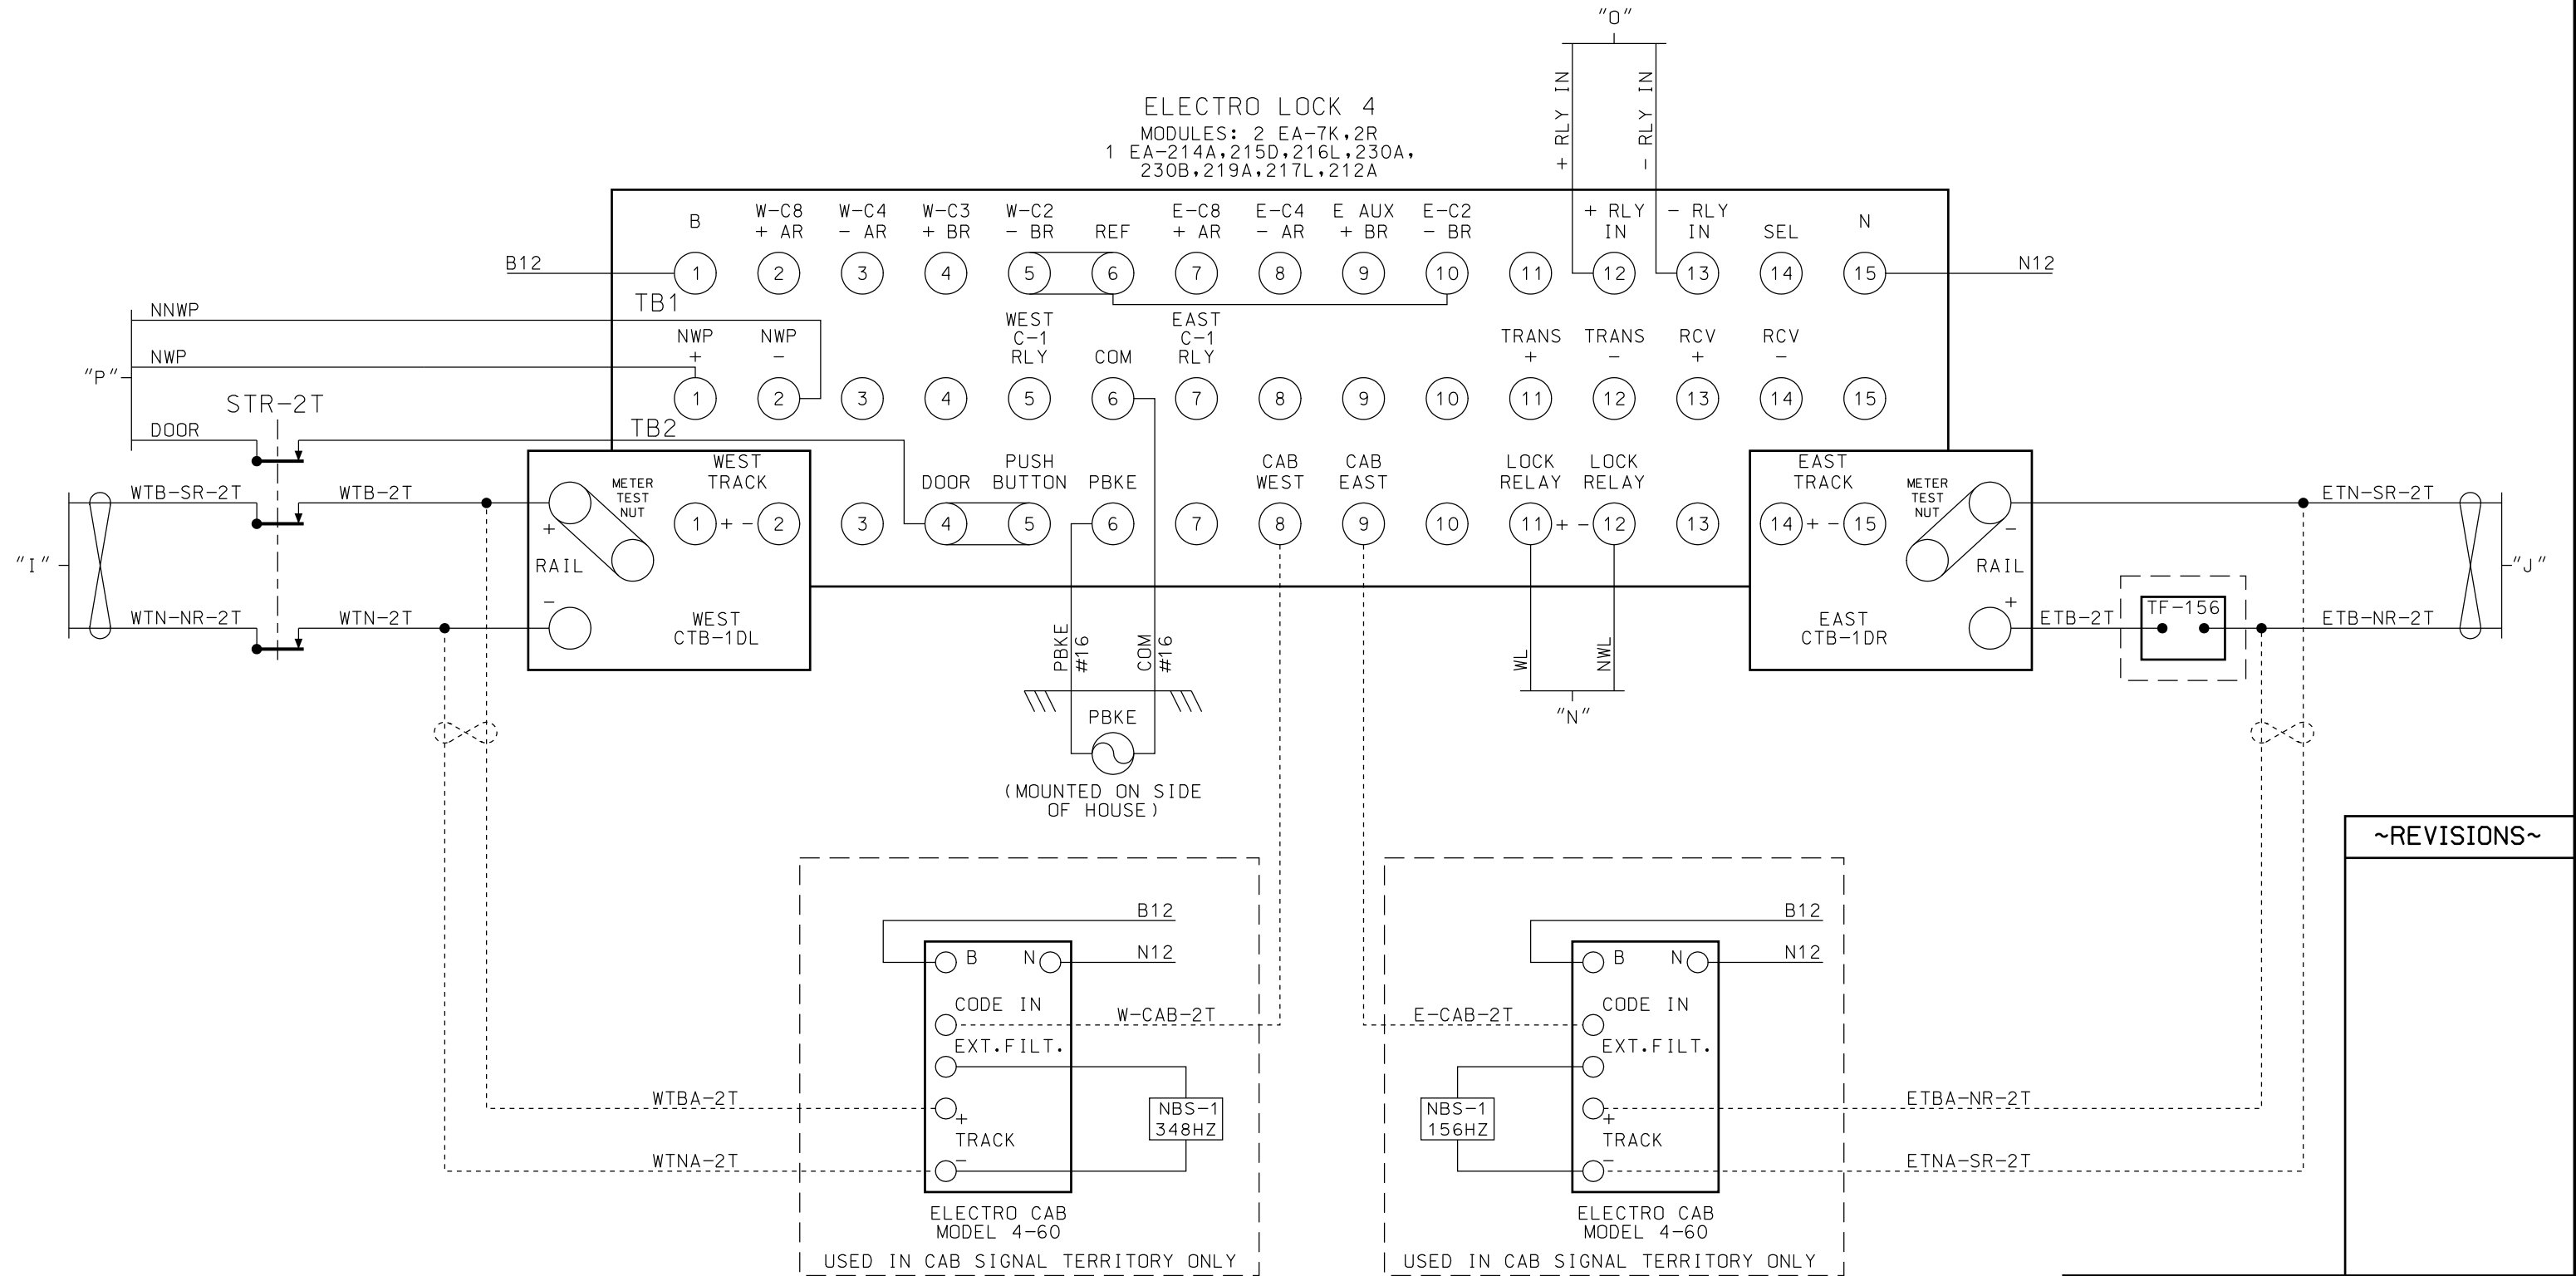 "O"
+ RLY IN
- RLY IN
ELECTRO LOCK 4
MODULES: 2 EA-7K,2R
1 EA-214A,215D,216L,230A,
230B,219A,217L,212A
B
W-C8 + AR
W-C4 - AR
W-C3 + BR
W-C2 - BR
REF
E-C8 + AR
E-C4 - AR
E AUX + BR
E-C2 - BR
+ RLY IN
- RLY IN
SEL
N
B12
1 2 3 4 5 6 7 8 9 10 11 12 13 14 15
N12
TB1
NNWP
NWP
"P"
DOOR
STR-2T
NWP +
NWP -
WEST C-1 RLY
COM
EAST C-1 RLY
TRANS +
TRANS -
RCV +
RCV -
1 2 3 4 5 6 7 8 9 10 11 12 13 14 15
TB2
WEST TRACK
DOOR
PUSH BUTTON
PBKE
CAB WEST
CAB EAST
LOCK RELAY
LOCK RELAY
EAST TRACK
1 + - 2 3 4 5 6 7 8 9 10 11 + - 12 13 14 + - 15
"I"
WTB-SR-2T
WTB-2T
WTN-NR-2T
WTN-2T
METER
TEST
NUT
+
RAIL
-
WEST
CTB-1DL
METER
TEST
NUT
-
RAIL
+
EAST
CTB-1DR
ETN-SR-2T
ETB-2T
TF-156
ETB-NR-2T
"J"
PBKE
#16
COM
#16
WL
NWL
"N"
PBKE
(MOUNTED ON SIDE
OF HOUSE)
~REVISIONS~
B12
N12
B
N
CODE IN
W-CAB-2T
EXT.FILT.
WTBA-2T
+
TRACK
-
WTNA-2T
NBS-1
348HZ
ELECTRO CAB
MODEL 4-60
USED IN CAB SIGNAL TERRITORY ONLY
B12
N12
B
N
CODE IN
E-CAB-2T
EXT.FILT.
NBS-1
156HZ
+
TRACK
-
ETBA-NR-2T
ETNA-SR-2T
ELECTRO CAB
MODEL 4-60
USED IN CAB SIGNAL TERRITORY ONLY